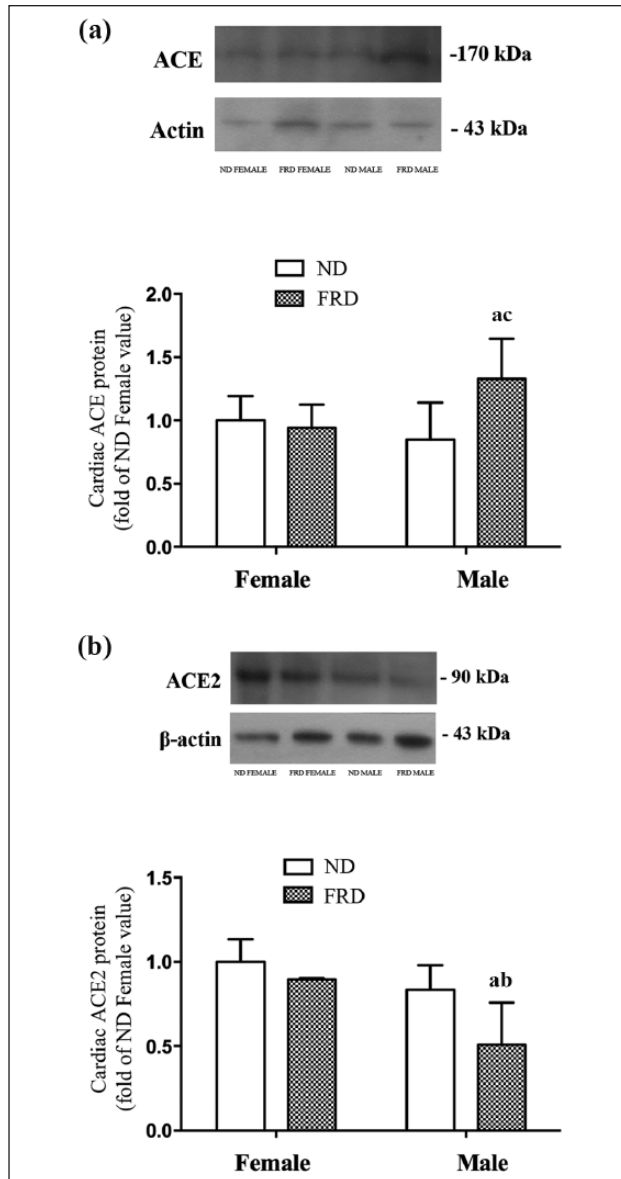 (a)
ACE -170 kDa
Actin - 43 kDa
ND FEMALE FRD FEMALE ND MALE FRD MALE
ND
FRD
Cardiac ACE protein
(fold of ND Female value)
2.0
1.5
1.0
0.5
0.0
ac
Female Male
(b)
ACE2 - 90 kDa
β-actin - 43 kDa
ND FEMALE FRD FEMALE ND MALE FRD MALE
ND
FRD
Cardiac ACE2 protein
(fold of ND Female value)
1.5
1.0
0.5
0.0
ab
Female Male